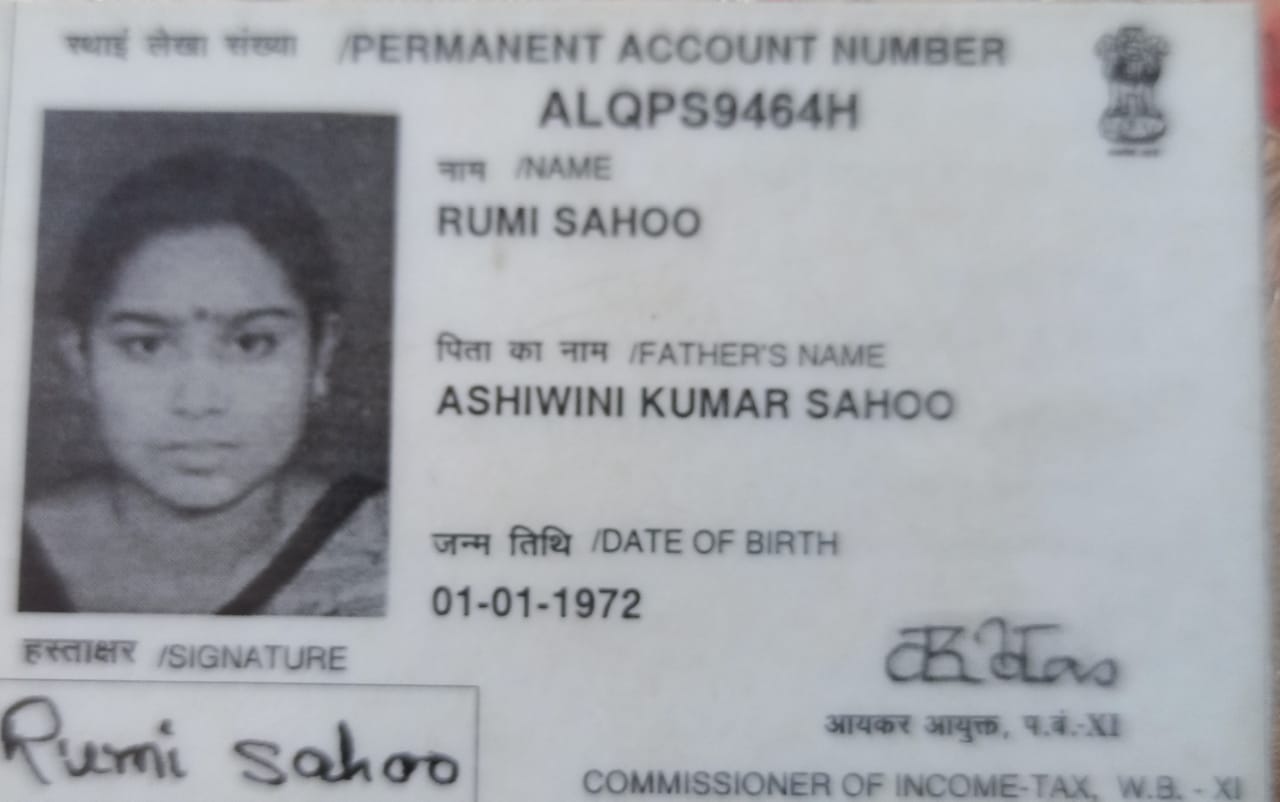 स्थाई लेखा संख्या /PERMANENT ACCOUNT NUMBER
ALQPS9464H
नाम /NAME
RUMI SAHOO
पिता का नाम /FATHER'S NAME
ASHIWINI KUMAR SAHOO
जन्म तिथि /DATE OF BIRTH
01-01-1972
हस्ताक्षर /SIGNATURE
Rumi Sahoo
आयकर आयुक्त, प.बं.-XI
COMMISSIONER OF INCOME-TAX, W.B. - XI